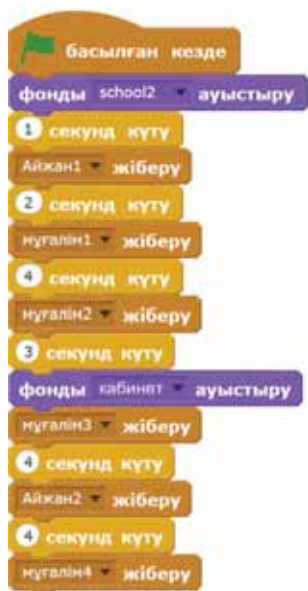 басылған кезде
фонды school2 ауыстыру
1 секунд күту
Айжан1 жіберу
2 секунд күту
мұғалім1 жіберу
4 секунд күту
мұғалім2 жіберу
3 секунд күту
фонды кабинет ауыстыру
мұғалім3 жіберу
4 секунд күту
Айжан2 жіберу
4 секунд күту
мұғалім4 жіберу